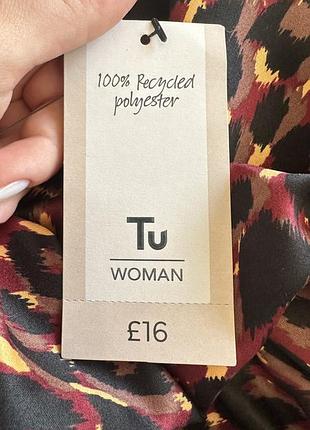 100% Recycled
polyester
Tu
WOMAN
£16